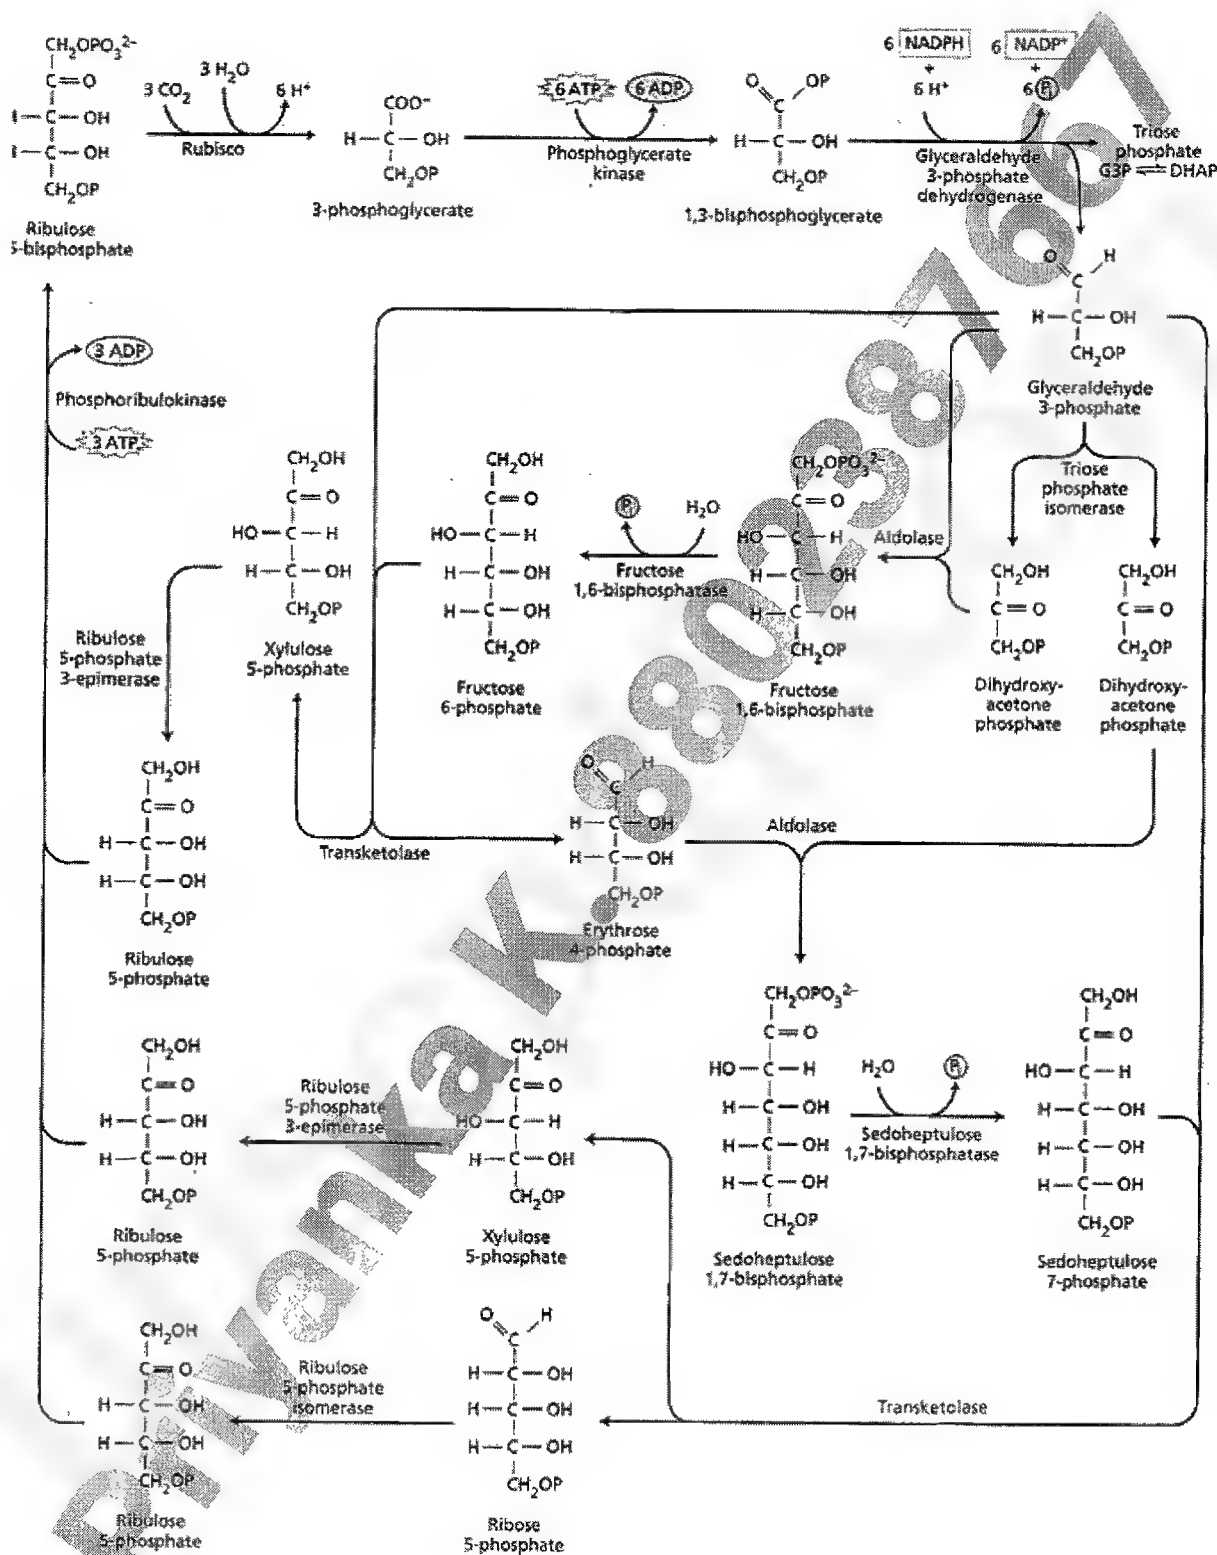 CH₂OPO₃²⁻
C=O
C—OH
C—OH
CH₂OP
Ribulose
5-bisphosphate
3 CO₂
3 H₂O
6 H⁺
Rubisco
COO⁻
H—C—OH
CH₂OP
3-phosphoglycerate
6 ATP
6 ADP
Phosphoglycerate
kinase
O
OP
C
H—C—OH
CH₂OP
1,3-bisphosphoglycerate
6 NADPH
+
6 H⁺
6 NADP⁺
+
6 Pi
Glyceraldehyde
3-phosphate
dehydrogenase
Triose
phosphate
G3P ⇌ DHAP
O
H
C
H—C—OH
CH₂OP
Glyceraldehyde
3-phosphate
Triose
phosphate
isomerase
3 ADP
Phosphoribulokinase
3 ATP
CH₂OH
C=O
HO—C—H
H—C—OH
CH₂OP
Xylulose
5-phosphate
CH₂OH
C=O
HO—C—H
H—C—OH
H—C—OH
CH₂OP
Fructose
6-phosphate
Pi
H₂O
Fructose
1,6-bisphosphatase
CH₂OPO₃²⁻
C=O
HO—C—H
H—C—OH
H—C—OH
CH₂OP
Fructose
1,6-bisphosphate
Aldolase
CH₂OH
C=O
CH₂OP
Dihydroxy-
acetone
phosphate
CH₂OH
C=O
CH₂OP
Dihydroxy-
acetone
phosphate
Ribulose
5-phosphate
3-epimerase
CH₂OH
C=O
H—C—OH
H—C—OH
CH₂OP
Ribulose
5-phosphate
Transketolase
O
H
C
H—C—OH
H—C—OH
CH₂OP
Erythrose
4-phosphate
Aldolase
CH₂OH
C=O
H—C—OH
H—C—OH
CH₂OP
Ribulose
5-phosphate
Ribulose
5-phosphate
3-epimerase
CH₂OH
C=O
HO—C—H
H—C—OH
CH₂OP
Xylulose
5-phosphate
CH₂OPO₃²⁻
C=O
HO—C—H
H—C—OH
H—C—OH
H—C—OH
CH₂OP
Sedoheptulose
1,7-bisphosphate
H₂O
Pi
Sedoheptulose
1,7-bisphosphatase
CH₂OH
C=O
HO—C—H
H—C—OH
H—C—OH
H—C—OH
CH₂OP
Sedoheptulose
7-phosphate
CH₂OH
C=O
H—C—OH
H—C—OH
CH₂OP
Ribulose
5-phosphate
Ribulose
5-phosphate
isomerase
O
H
C
H—C—OH
H—C—OH
H—C—OH
CH₂OP
Ribose
5-phosphate
Transketolase
Priyanka K.